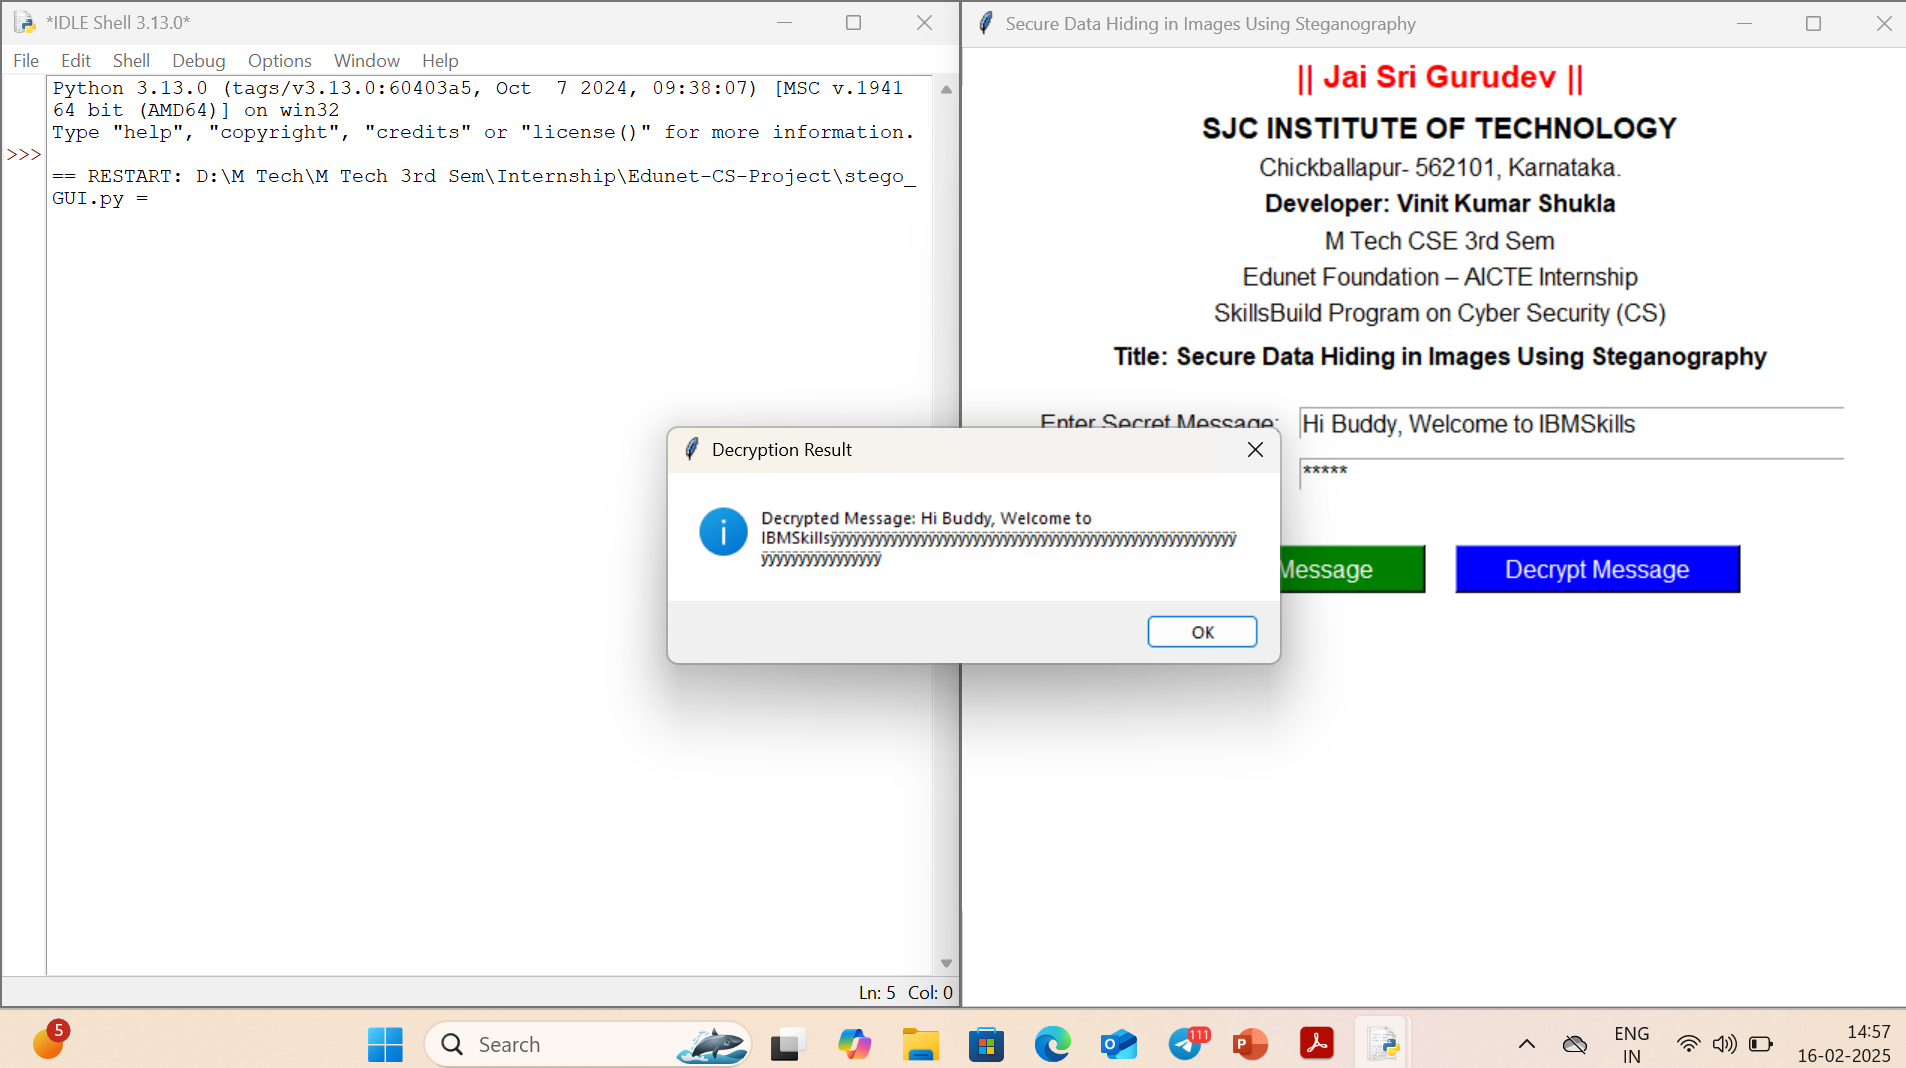 *IDLE Shell 3.13.0*
File Edit Shell Debug Options Window Help
Python 3.13.0 (tags/v3.13.0:60403a5, Oct  7 2024, 09:38:07) [MSC v.1941
64 bit (AMD64)] on win32
Type "help", "copyright", "credits" or "license()" for more information.
>>>
== RESTART: D:\M Tech\M Tech 3rd Sem\Internship\Edunet-CS-Project\stego_
GUI.py =
Ln: 5 Col: 0
Secure Data Hiding in Images Using Steganography
|| Jai Sri Gurudev ||
SJC INSTITUTE OF TECHNOLOGY
Chickballapur- 562101, Karnataka.
Developer: Vinit Kumar Shukla
M Tech CSE 3rd Sem
Edunet Foundation – AICTE Internship
SkillsBuild Program on Cyber Security (CS)
Title: Secure Data Hiding in Images Using Steganography
Enter Secret Message: Hi Buddy, Welcome to IBMSkills
*****
Message Decrypt Message
Decryption Result
Decrypted Message: Hi Buddy, Welcome to
IBMSkills
OK
5
Search
111
ENG
IN
14:57
16-02-2025